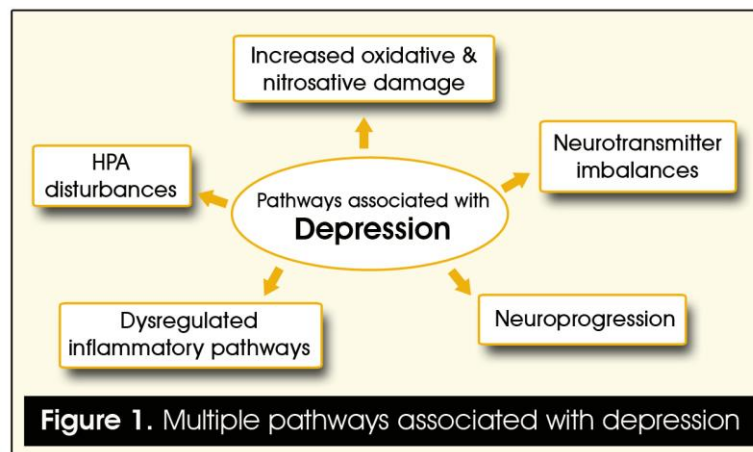 Increased oxidative &
nitrosative damage
HPA
disturbances
Neurotransmitter
imbalances
Pathways associated with
Depression
Dysregulated
inflammatory pathways
Neuroprogression
Figure 1. Multiple pathways associated with depression